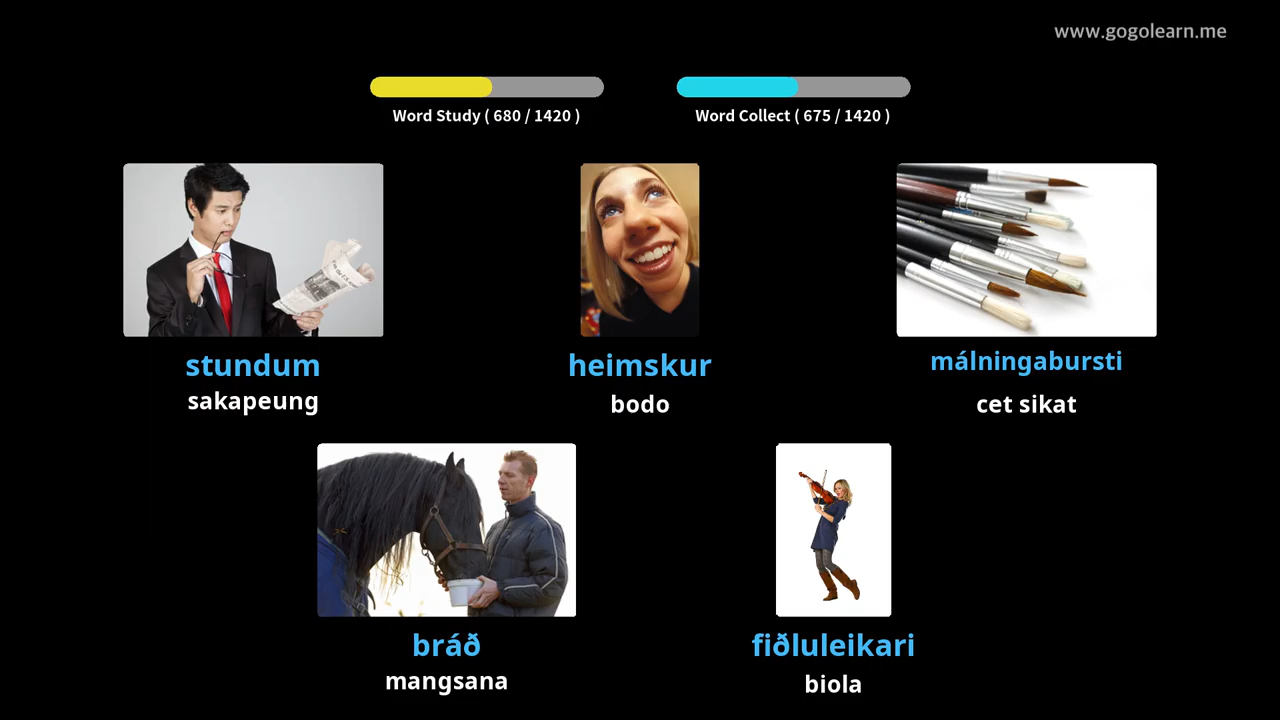 www.gogolearn.me
Word Study ( 680 / 1420 )
Word Collect ( 675 / 1420 )
stundum
sakapeung
heimskur
bodo
málningabursti
cet sikat
bráð
mangsana
fiðluleikari
biola